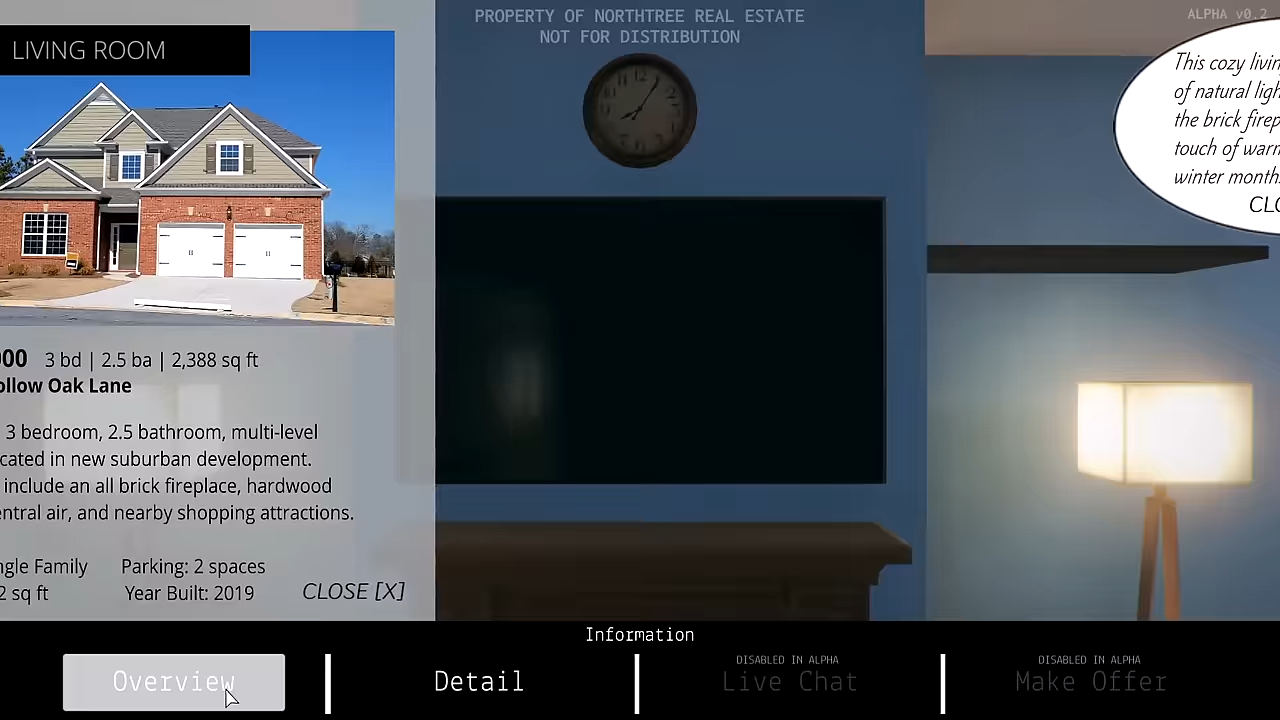 PROPERTY OF NORTHTREE REAL ESTATE
NOT FOR DISTRIBUTION
ALPHA v0.2
LIVING ROOM
This cozy livin
of natural ligh
the brick firep
touch of warm
winter month
CLO
000 3 bd | 2.5 ba | 2,388 sq ft
ollow Oak Lane
3 bedroom, 2.5 bathroom, multi-level
cated in new suburban development.
include an all brick fireplace, hardwood
entral air, and nearby shopping attractions.
ngle Family Parking: 2 spaces
2 sq ft Year Built: 2019
CLOSE [X]
Information
Overview
Detail
DISABLED IN ALPHA
Live Chat
DISABLED IN ALPHA
Make Offer